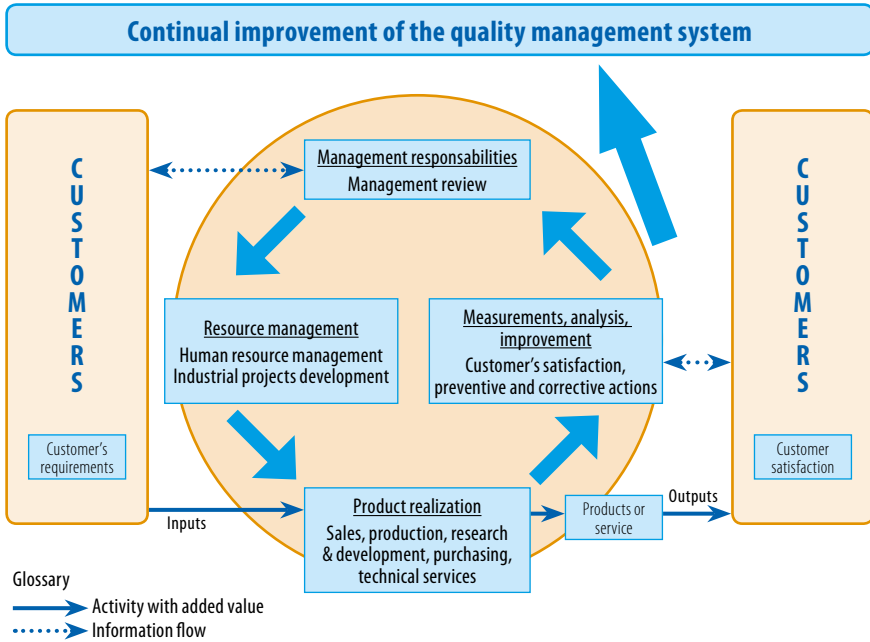 Continual improvement of the quality management system
CUSTOMERS
Customer's
requirements
Management responsabilities
Management review
Resource management
Human resource management
Industrial projects development
Measurements, analysis,
improvement
Customer's satisfaction,
preventive and corrective actions
Product realization
Sales, production, research
& development, purchasing,
technical services
Inputs
Products or
service
Outputs
CUSTOMERS
Customer
satisfaction
Glossary
Activity with added value
Information flow